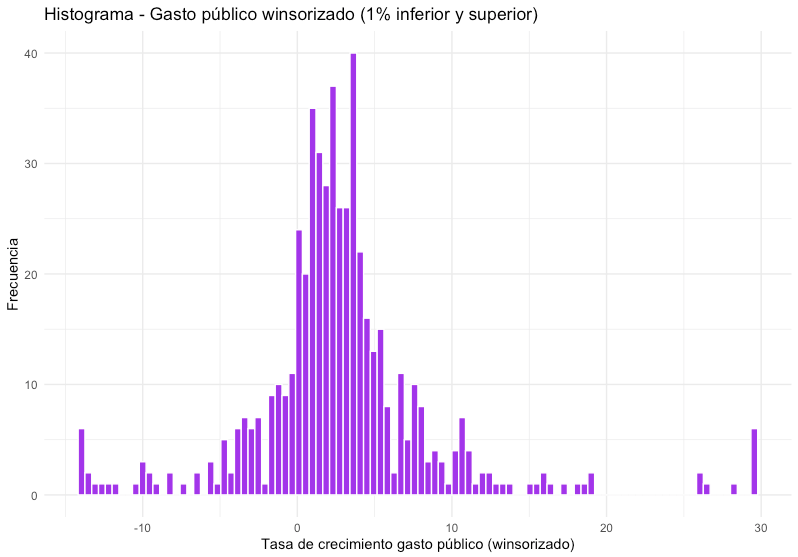 Histograma - Gasto público winsorizado (1% inferior y superior)
40
30
20
10
0
Frecuencia
-10 0 10 20 30
Tasa de crecimiento gasto público (winsorizado)